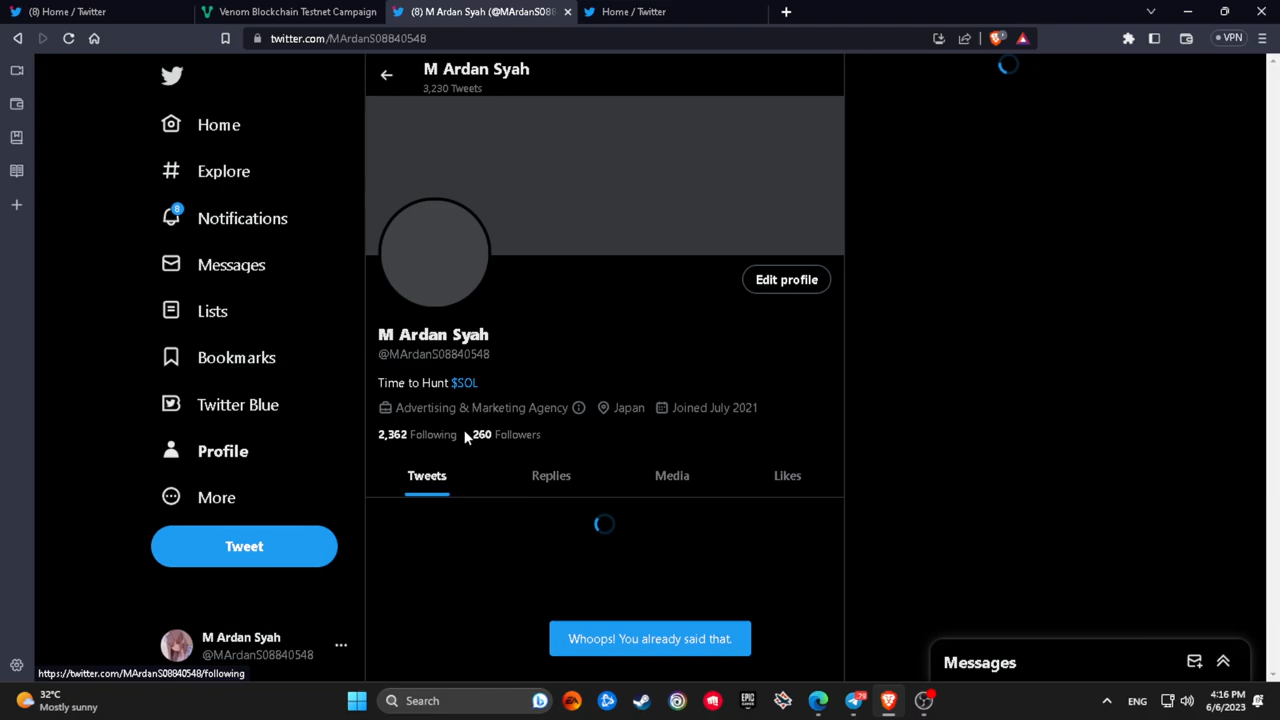 (8) Home / Twitter
Venom Blockchain Testnet Campaign
(8) M Ardan Syah (@MArdanS088
Home / Twitter
twitter.com/MArdanS08840548
VPN
M Ardan Syah
3,230 Tweets
Home
Explore
8
Notifications
Messages
Lists
Bookmarks
Twitter Blue
Profile
More
Tweet
M Ardan Syah
@MArdanS08840548
Edit profile
M Ardan Syah
@MArdanS08840548
Time to Hunt $SOL
Advertising & Marketing Agency Japan Joined July 2021
2,362 Following 260 Followers
Tweets Replies Media Likes
Whoops! You already said that.
Messages
https://twitter.com/MArdanS08840548/following
32°C
Mostly sunny
Search
EPIC
GAMES
ENG
4:16 PM
6/6/2023